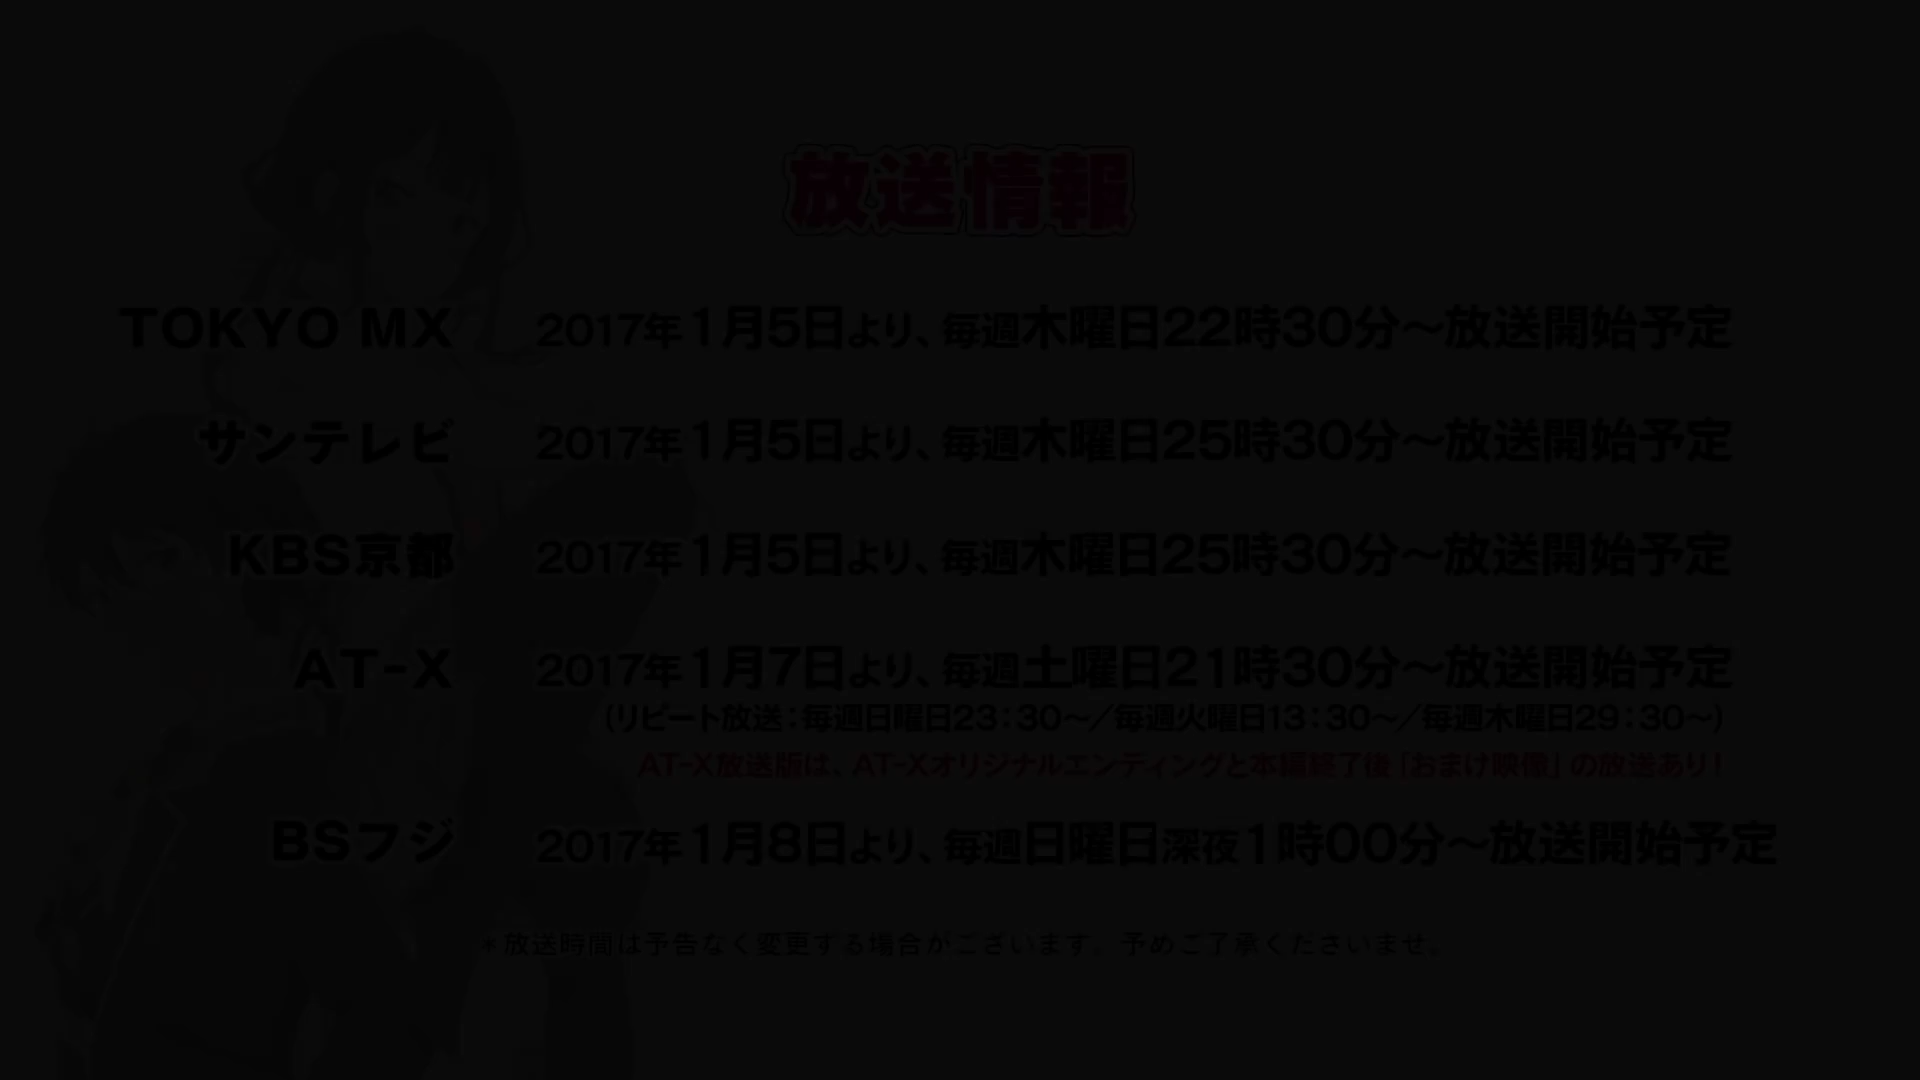 放送情報
TOKYO MX 2017年1月5日より、毎週木曜日22時30分～放送開始予定
サンテレビ 2017年1月5日より、毎週木曜日25時30分～放送開始予定
KBS京都 2017年1月5日より、毎週木曜日25時30分～放送開始予定
AT-X 2017年1月7日より、毎週土曜日21時30分～放送開始予定
(リピート放送：毎週日曜日23：30～／毎週火曜日13：30～／毎週木曜日29：30～)
AT-X放送版は、AT-Xオリジナルエンディングと本編終了後「おまけ映像」の放送あり！
BSフジ 2017年1月8日より、毎週日曜日深夜1時00分～放送開始予定
＊放送時間は予告なく変更する場合がございます。予めご了承くださいませ。